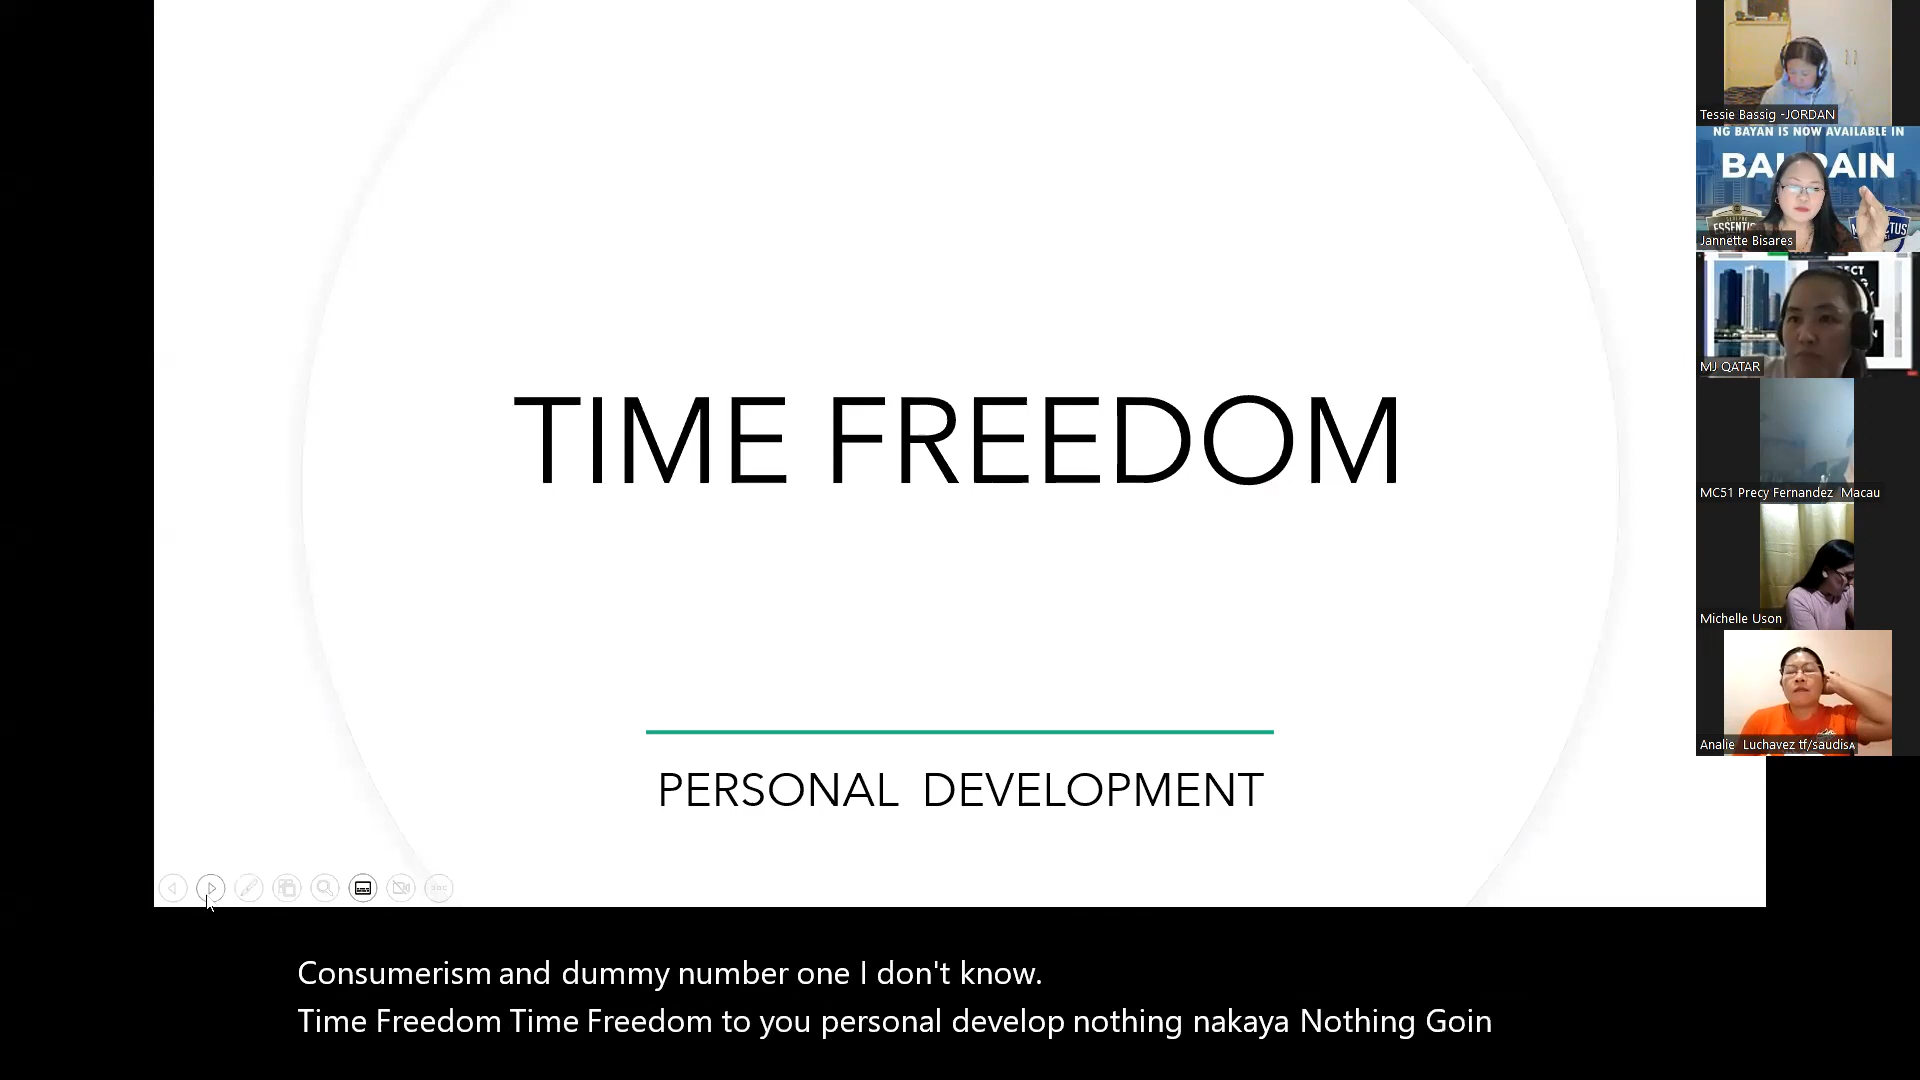 TIME FREEDOM
PERSONAL DEVELOPMENT
Consumerism and dummy number one I don't know.
Time Freedom Time Freedom to you personal develop nothing nakaya Nothing Goin
Tessie Bassig -JORDAN
NG BAYAN IS NOW AVAILABLE IN
Jannette Bisares
MJ QATAR
MC51 Precy Fernandez Macau
Michelle Uson
Analie Luchavez tf/saudisᴀ